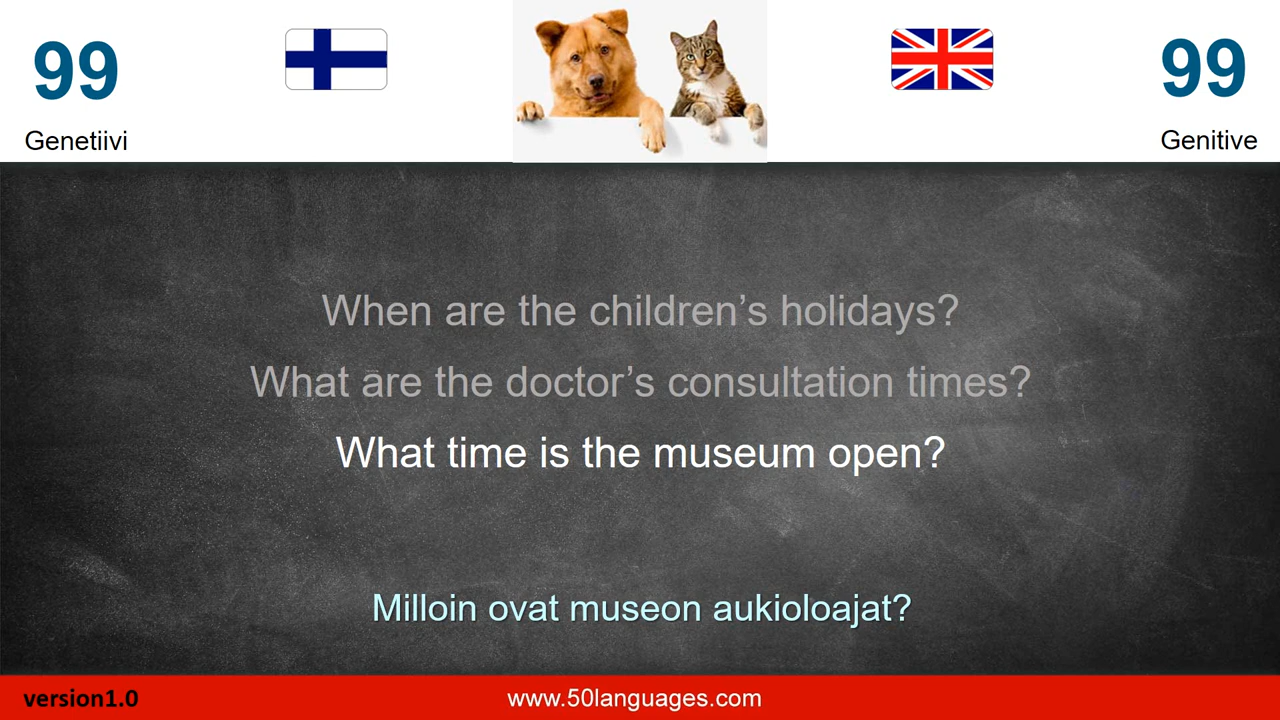 99
99
Genetiivi
Genitive
When are the children’s holidays?
What are the doctor’s consultation times?
What time is the museum open?
Milloin ovat museon aukioloajat?
version1.0
www.50languages.com